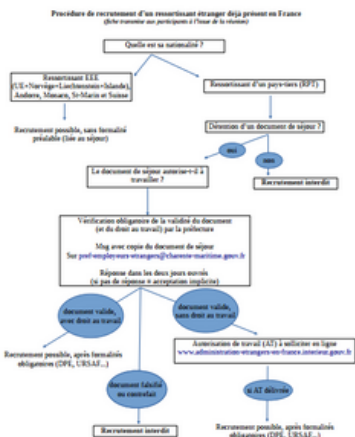 Procédure de recrutement d'un ressortissant étranger déjà présent en France
(fiche transmise aux participants à l'issue de la réunion)
Quelle est sa nationalité ?
Ressortissant EEE
(UE+Norvège+Liechtenstein+Islande),
Andorre, Monaco, St-Marin et Suisse
Ressortissant d'un pays-tiers (RPT)
Recrutement possible, sans formalité
préalable (liée au séjour)
Détention d'un document de séjour ?
oui
non
Le document de séjour autorise-t-il à
travailler ?
Recrutement interdit
Vérification obligatoire de la validité du document
(et du droit au travail) par la préfecture
Msg avec copie du document de séjour
Sur pref-employeurs-etrangers@charente-maritime.gouv.fr
Réponse dans les deux jours ouvrés
(si pas de réponse = acceptation implicite)
document valide,
avec droit au travail
document valide,
sans droit au travail
Autorisation de travail (AT) à solliciter en ligne
www.administration-etrangers-en-france.interieur.gouv.fr
Recrutement possible, après formalités
obligatoires (DPE, URSAF...)
document falsifié
ou contrefait
si AT délivrée
Recrutement interdit
Recrutement possible, après formalités
obligatoires (DPE, URSAF...)